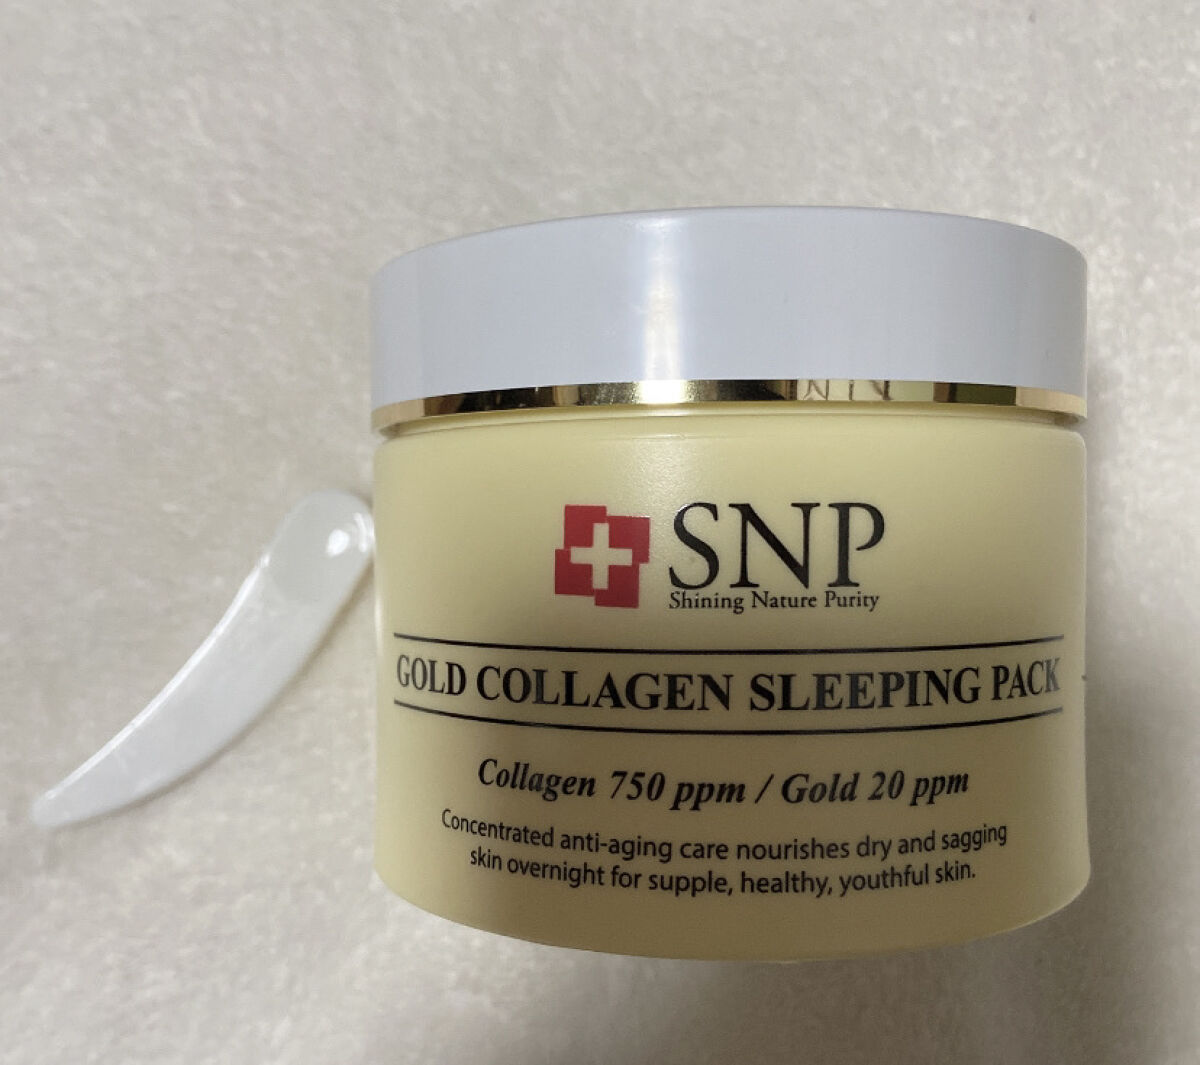 SNP
Shining Nature Purity
GOLD COLLAGEN SLEEPING PACK
Collagen 750 ppm / Gold 20 ppm
Concentrated anti-aging care nourishes dry and sagging
skin overnight for supple, healthy, youthful skin.